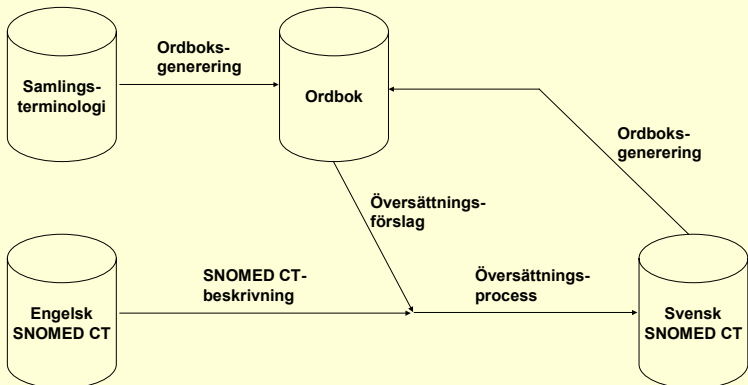 Samlings-
terminologi
Ordboks-
generering
Ordbok
Ordboks-
generering
Översättnings-
förslag
Engelsk
SNOMED CT
SNOMED CT-
beskrivning
Översättnings-
process
Svensk
SNOMED CT